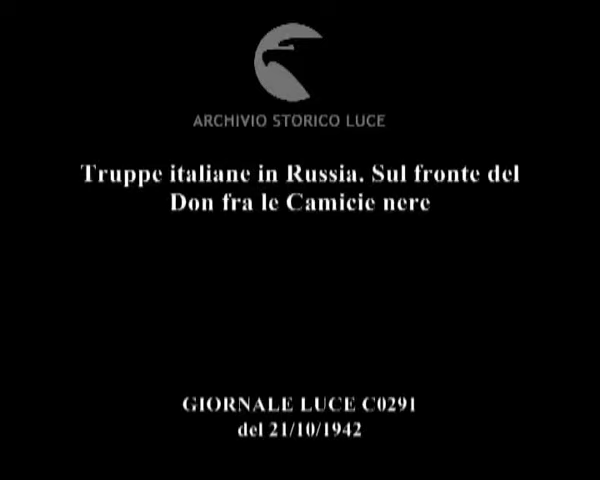 ARCHIVIO STORICO LUCE
Truppe italiane in Russia. Sul fronte del
Don fra le Camicie nere
GIORNALE LUCE C0291
del 21/10/1942